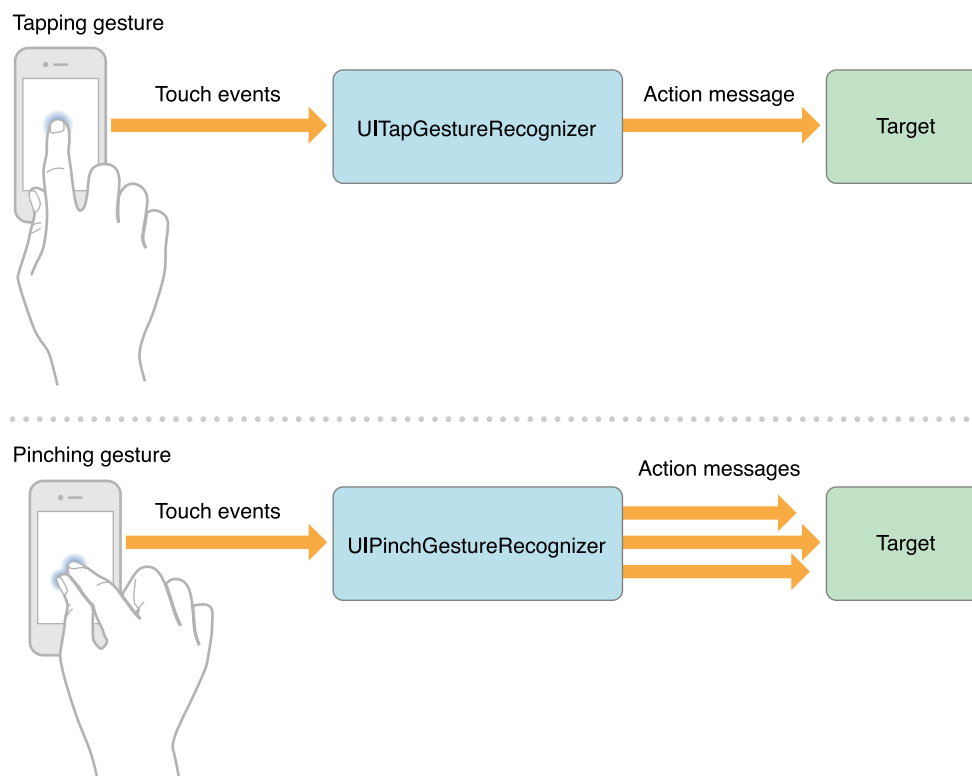 Tapping gesture
Touch events
UITapGestureRecognizer
Action message
Target
Pinching gesture
Touch events
UIPinchGestureRecognizer
Action messages
Target